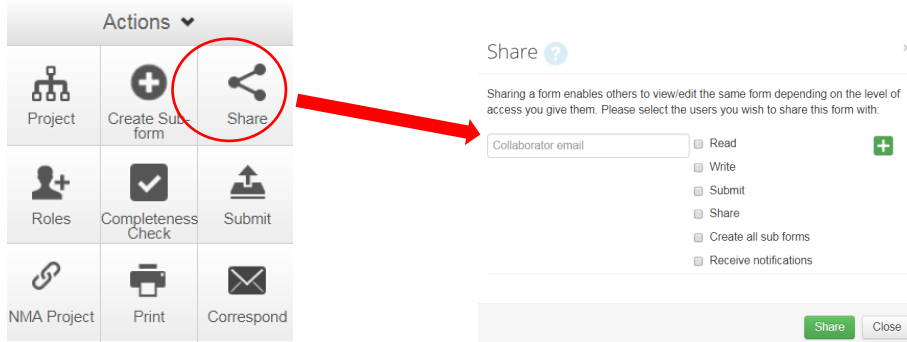 Actions
Project
Create Sub-
form
Share
Roles
Completeness
Check
Submit
NMA Project
Print
Correspond
Share ?
Sharing a form enables others to view/edit the same form depending on the level of
access you give them. Please select the users you wish to share this form with:
Collaborator email
Read
Write
Submit
Share
Create all sub forms
Receive notifications
Share
Close